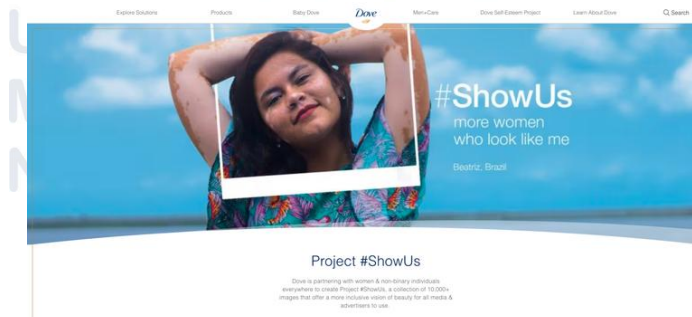 Explore Solutions
Products
Baby Dove
Dove
Men+Care
Dove Self-Esteem Project
Learn About Dove
Search
#ShowUs
more women
who look like me
Beatriz, Brazil
Project #ShowUs
Dove is partnering with women & non-binary individuals
everywhere to create Project #ShowUs, a collection of 10,000+
images that offer a more inclusive vision of beauty for all media &
advertisers to use.